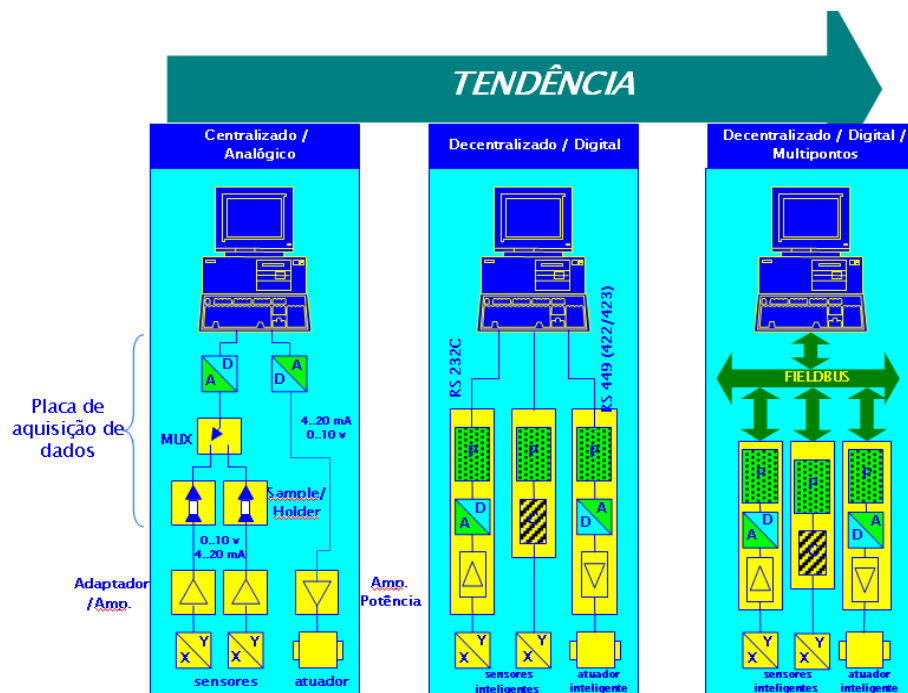 TENDÊNCIA
Centralizado /
Analógico
D
A
A
D
Placa de
aquisição de
dados
MUX
4..20 mA
0..10 v
Sample/
Holder
0..10 v
4..20 mA
Adaptador
/Amp.
Amp.
Potência
Y
X
Y
X
sensores
atuador
Decentralizado / Digital
RS 232C
RS 449 (422/423)
P
P
P
D
A
C
A
D
Y
X
Y
X
sensores
inteligentes
atuador
inteligente
Decentralizado / Digital /
Multipontos
FIELDBUS
P
P
P
D
A
C
A
D
Y
X
Y
X
sensores
inteligentes
atuador
inteligente